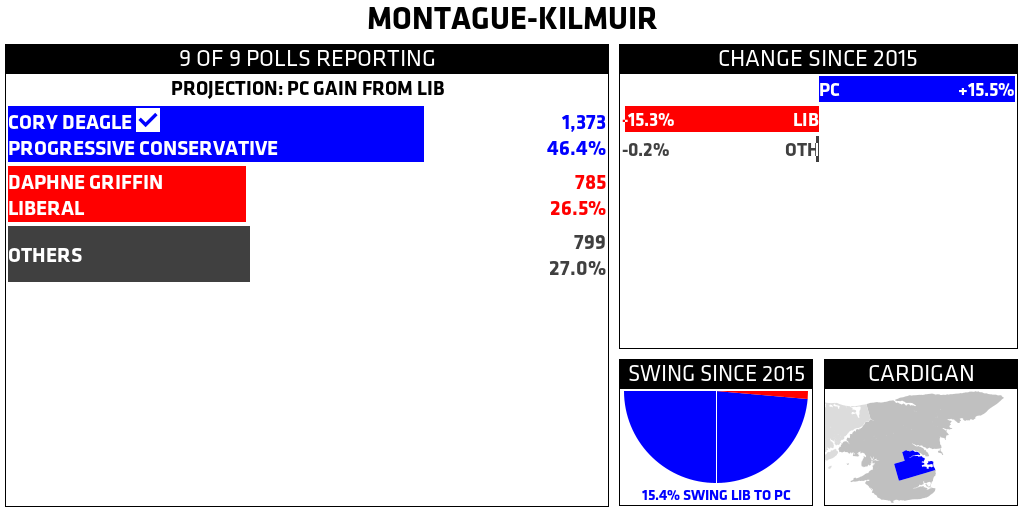 MONTAGUE-KILMUIR
9 OF 9 POLLS REPORTING
PROJECTION: PC GAIN FROM LIB
CORY DEAGLE 1,373
PROGRESSIVE CONSERVATIVE 46.4%
DAPHNE GRIFFIN 785
LIBERAL 26.5%
OTHERS 799
27.0%
CHANGE SINCE 2015
PC +15.5%
-15.3% LIB
-0.2% OTH
SWING SINCE 2015
15.4% SWING LIB TO PC
CARDIGAN